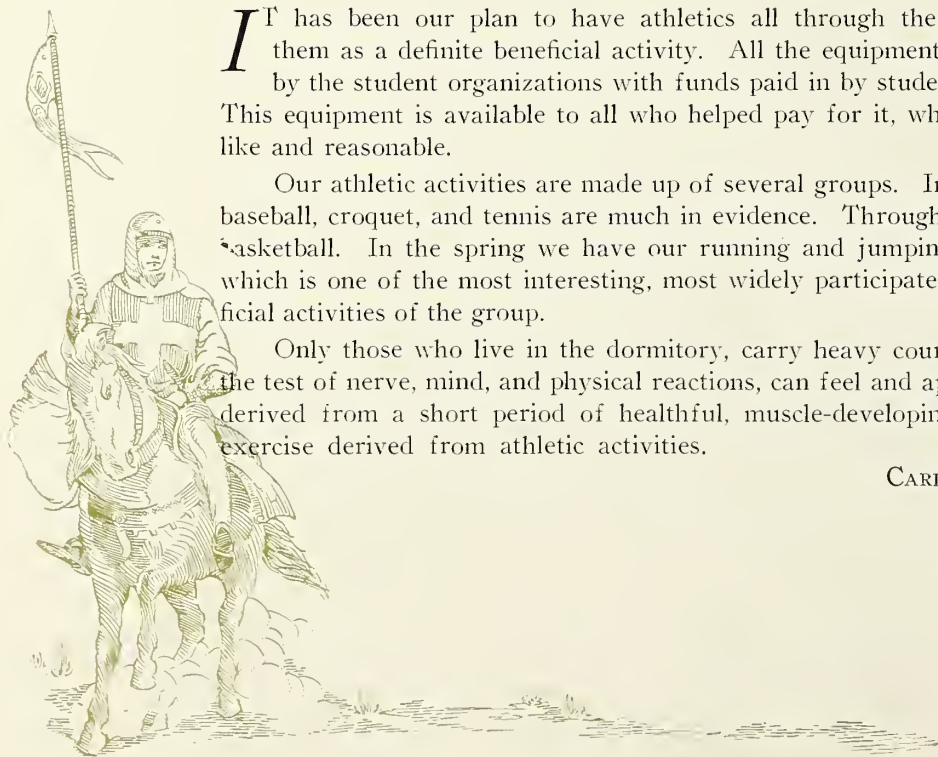 IT has been our plan to have athletics all through the
them as a definite beneficial activity. All the equipment
by the student organizations with funds paid in by stude
This equipment is available to all who helped pay for it, wh
like and reasonable.
Our athletic activities are made up of several groups. I
baseball, croquet, and tennis are much in evidence. Through
asketball. In the spring we have our running and jumpin
which is one of the most interesting, most widely participate
ficial activities of the group.
Only those who live in the dormitory, carry heavy cour
the test of nerve, mind, and physical reactions, can feel and a
derived from a short period of healthful, muscle-developin
exercise derived from athletic activities.
CARI